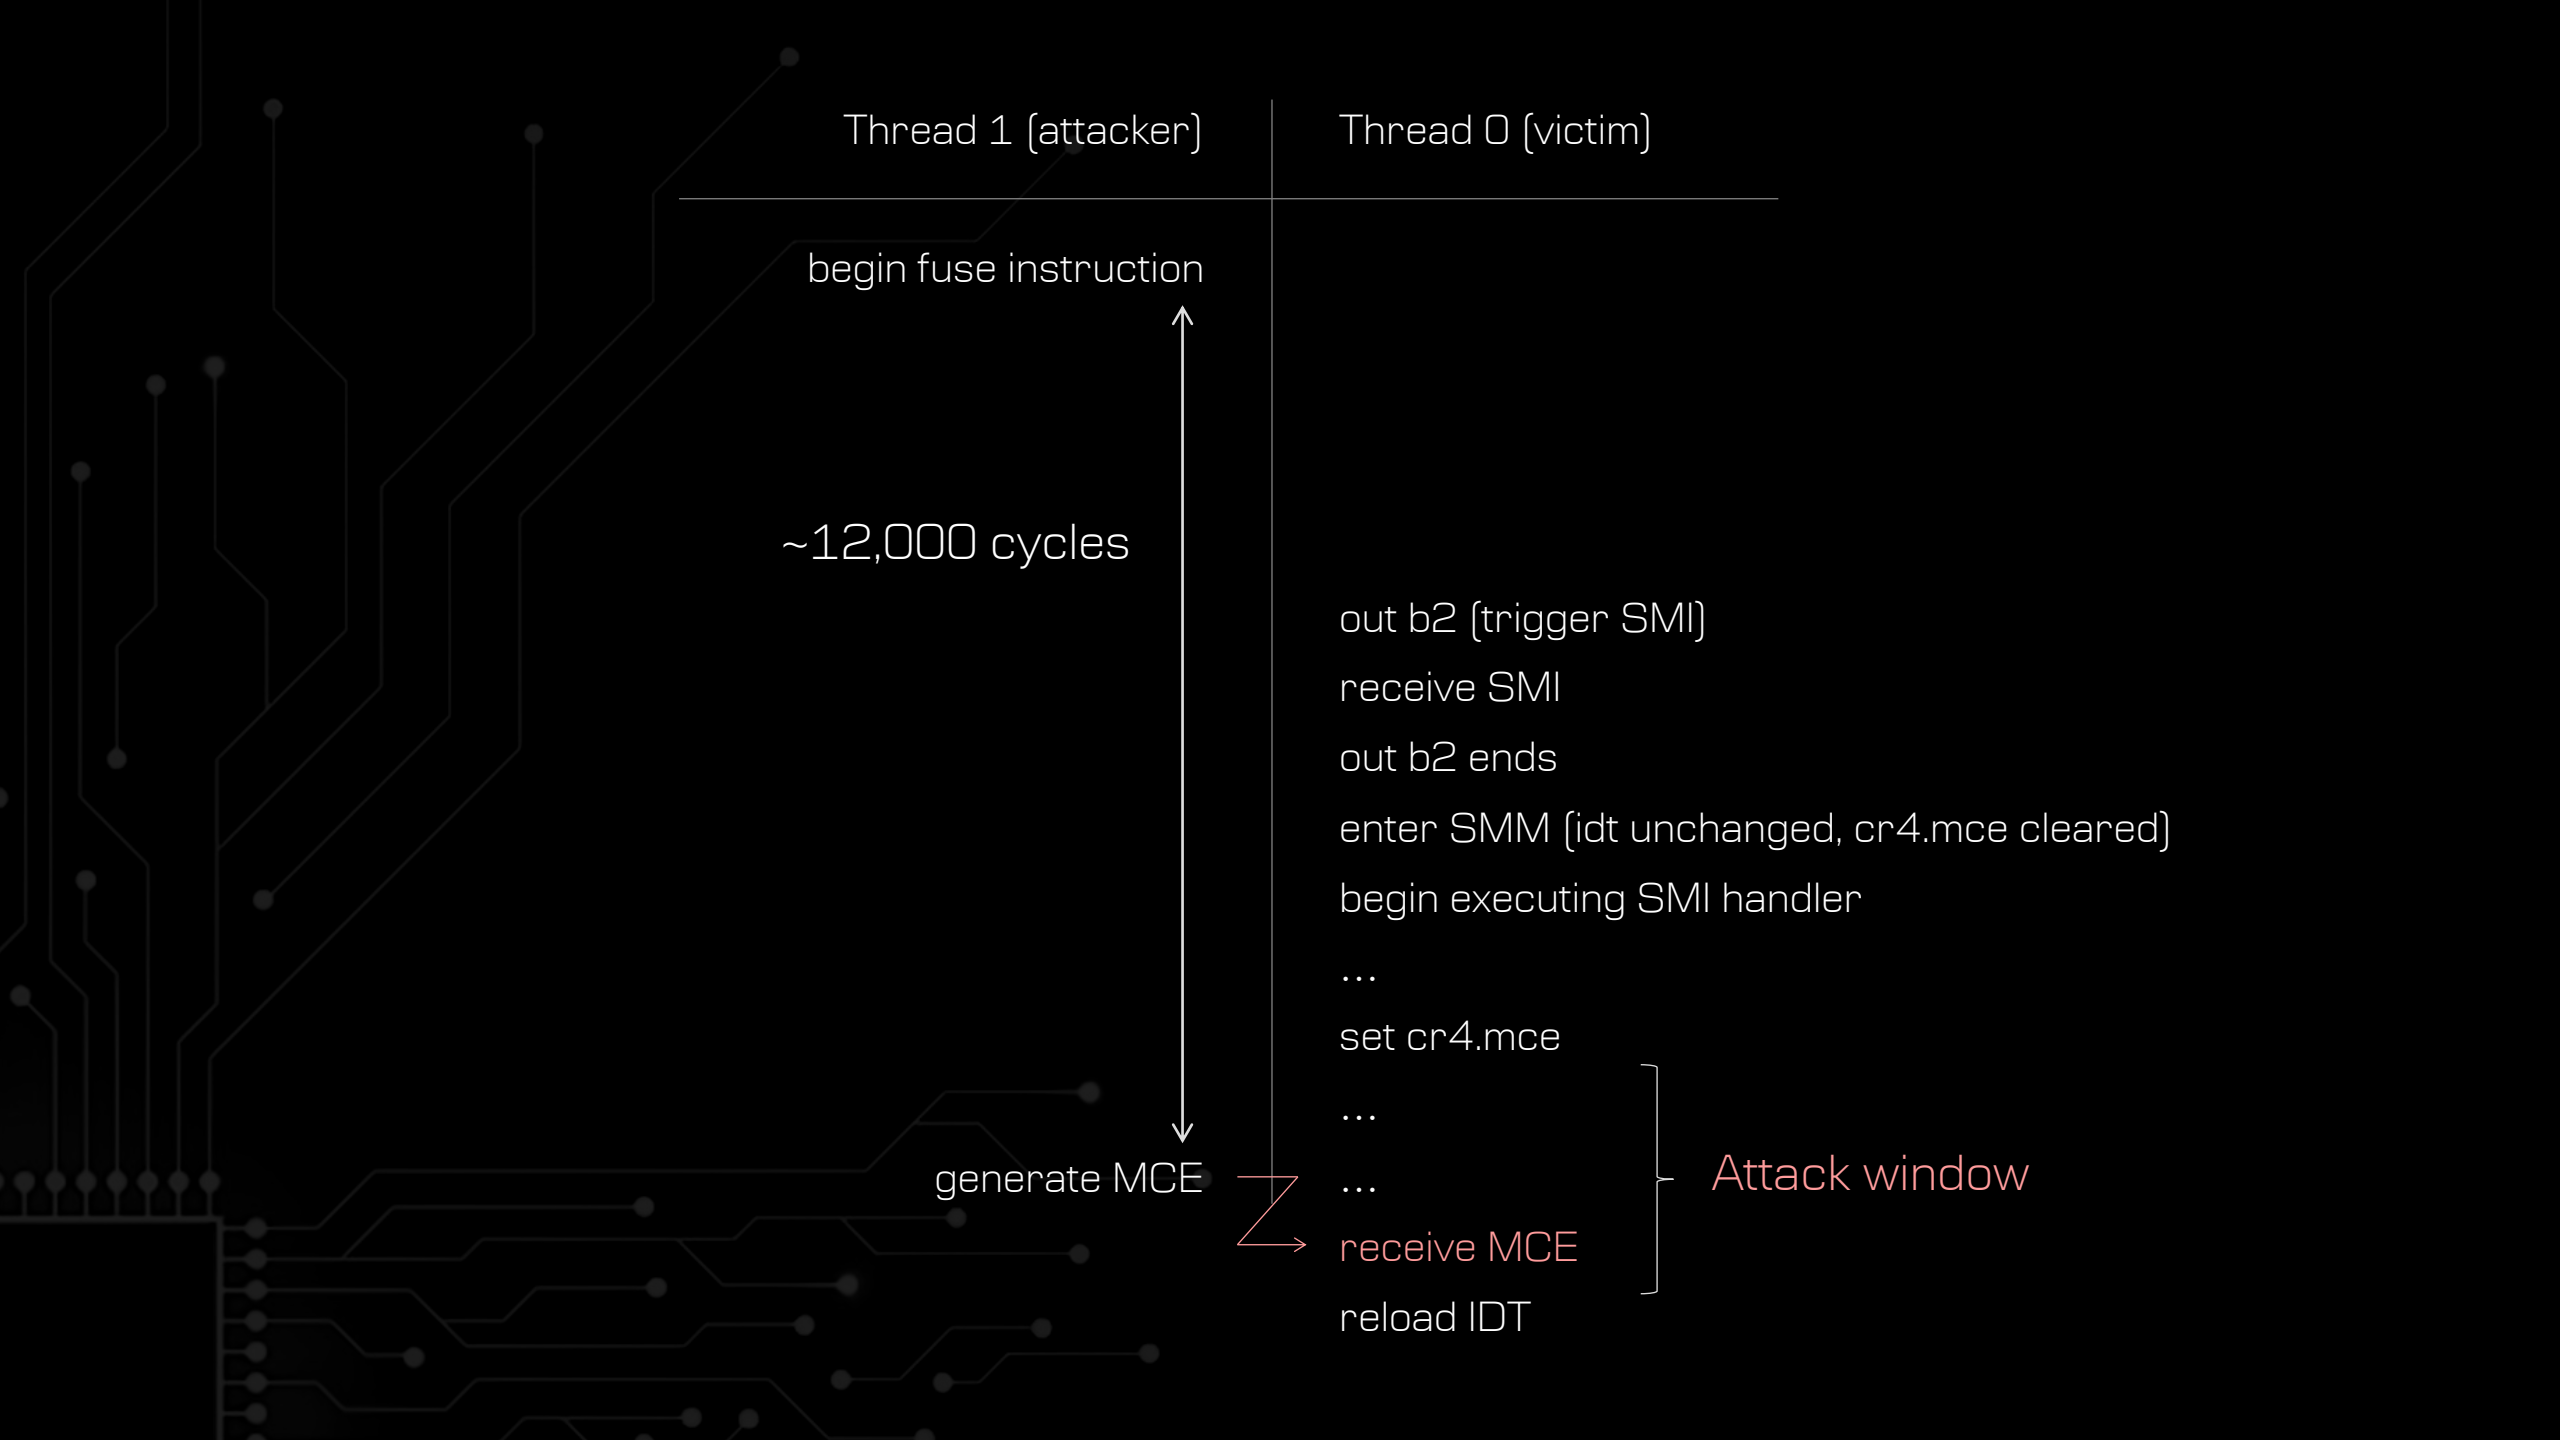 Thread 1 (attacker)
Thread 0 (victim)
begin fuse instruction
~12,000 cycles
out b2 (trigger SMI)
receive SMI
out b2 ends
enter SMM (idt unchanged, cr4.mce cleared)
begin executing SMI handler
...
set cr4.mce
...
generate MCE
...
Attack window
receive MCE
reload IDT